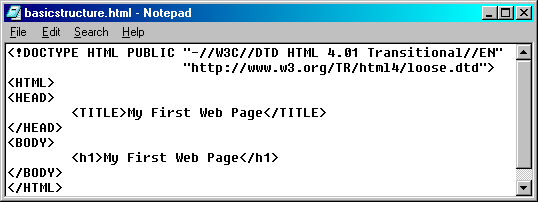 basicstructure.html - Notepad
File Edit Search Help
<!DOCTYPE HTML PUBLIC "-//W3C//DTD HTML 4.01 Transitional//EN"
"http://www.w3.org/TR/html4/loose.dtd">
<HTML>
<HEAD>
<TITLE>My First Web Page</TITLE>
</HEAD>
<BODY>
<h1>My First Web Page</h1>
</BODY>
</HTML>